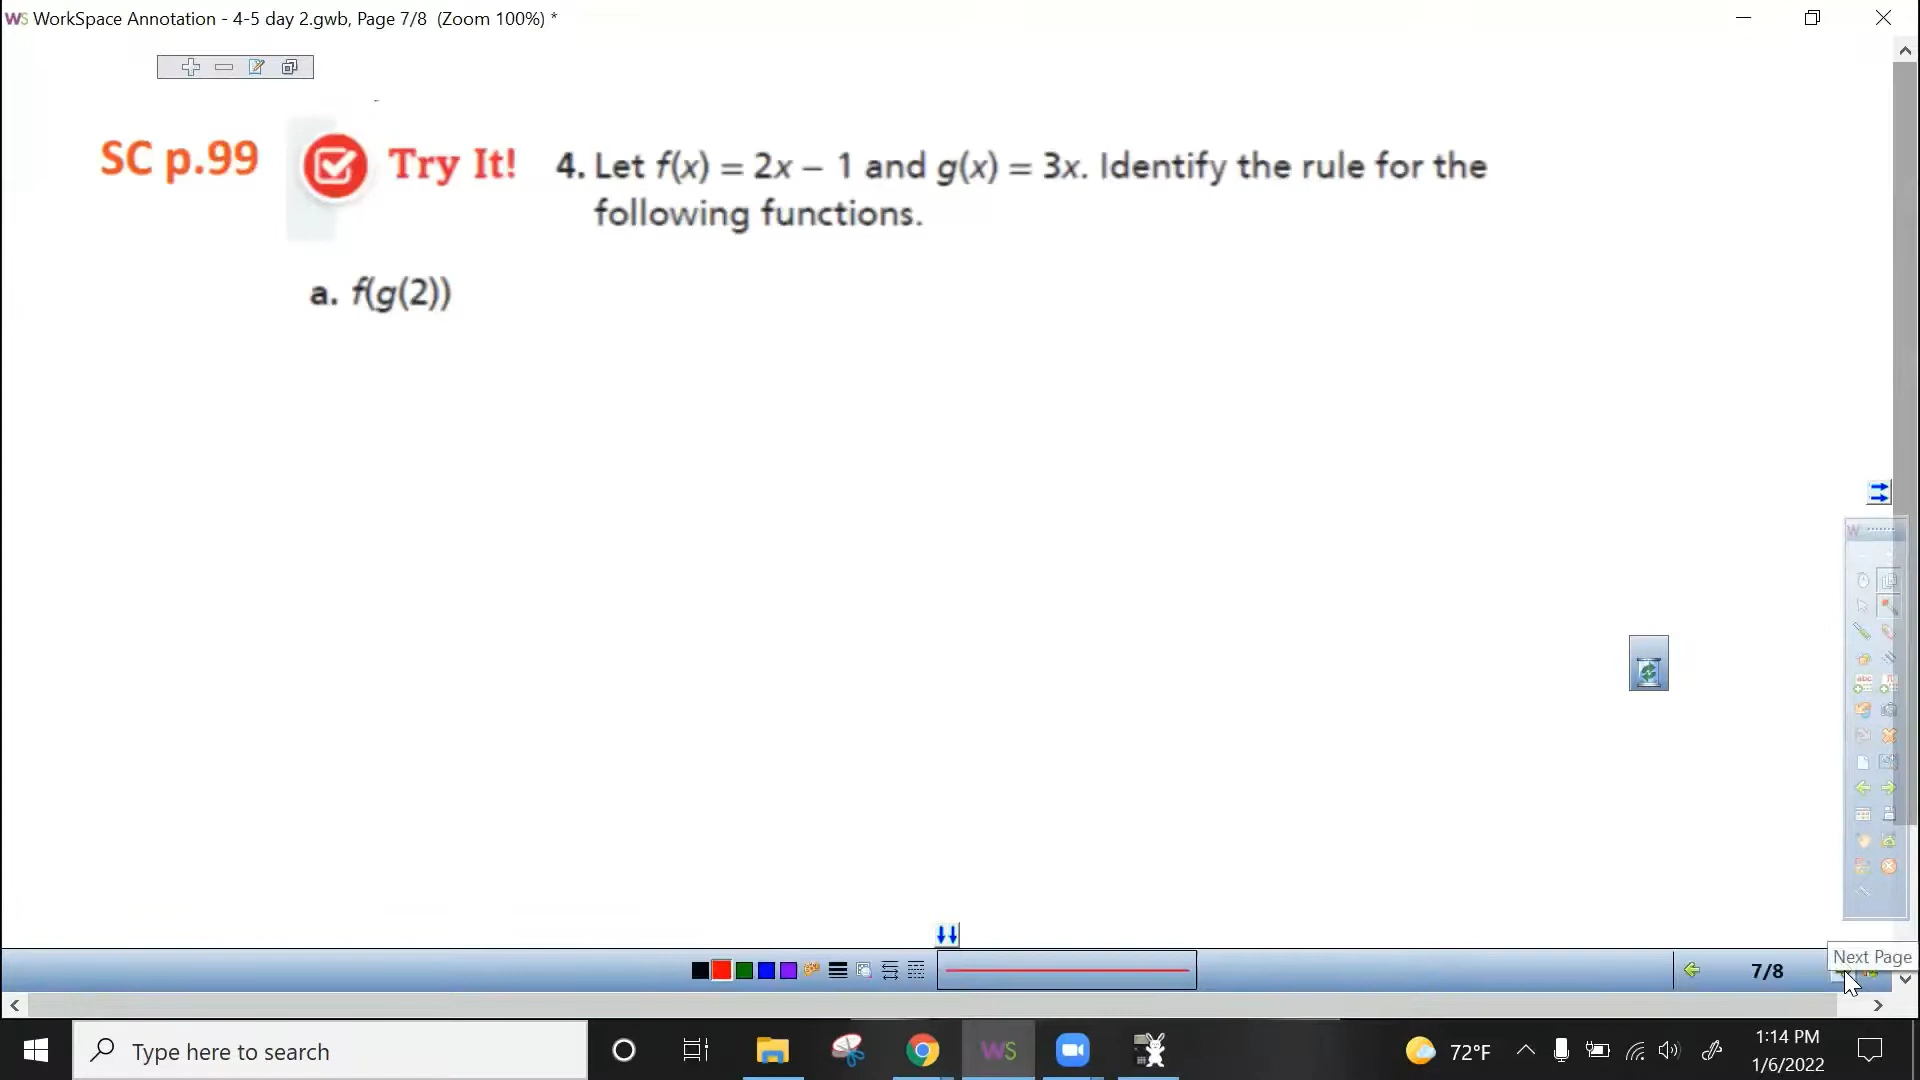 WS WorkSpace Annotation - 4-5 day 2.gwb, Page 7/8 (Zoom 100%) *
SC p.99
Try It!
4. Let f(x) = 2x – 1 and g(x) = 3x. Identify the rule for the
following functions.
a. f(g(2))
W
abc
π
Next Page
7/8
Type here to search
WS
72°F
1:14 PM
1/6/2022